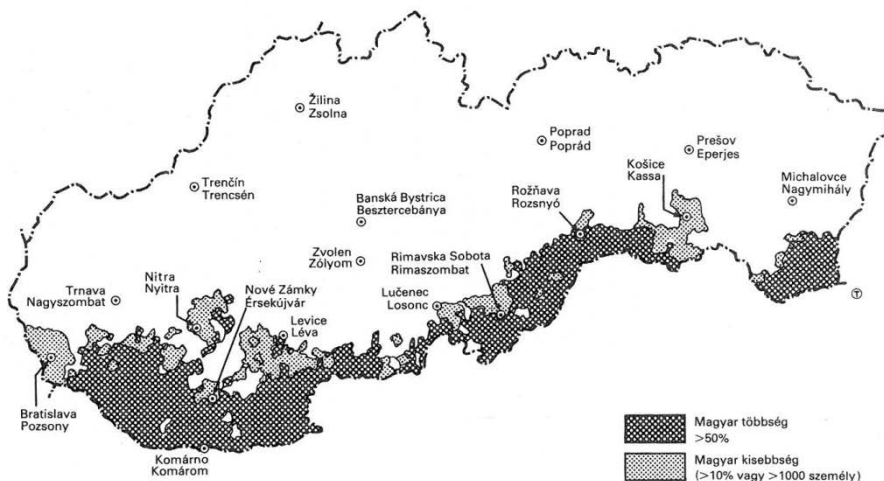 Žilina
Zsolna
Poprad
Poprád
Prešov
Eperjes
Košice
Kassa
Michalovce
Nagymihály
Trenčín
Trencsén
Rožňava
Rozsnyó
Banská Bystrica
Besztercebánya
Zvolen
Zólyom
Rimavska Sobota
Rimaszombat
Nitra
Nyitra
Nové Zámky
Érsekújvár
Trnava
Nagyszombat
Lučenec
Losonc
Levice
Léva
T
Bratislava
Pozsony
Komárno
Komárom
Magyar többség
>50%
Magyar kisebbség
(>10% vagy >1000 személy)